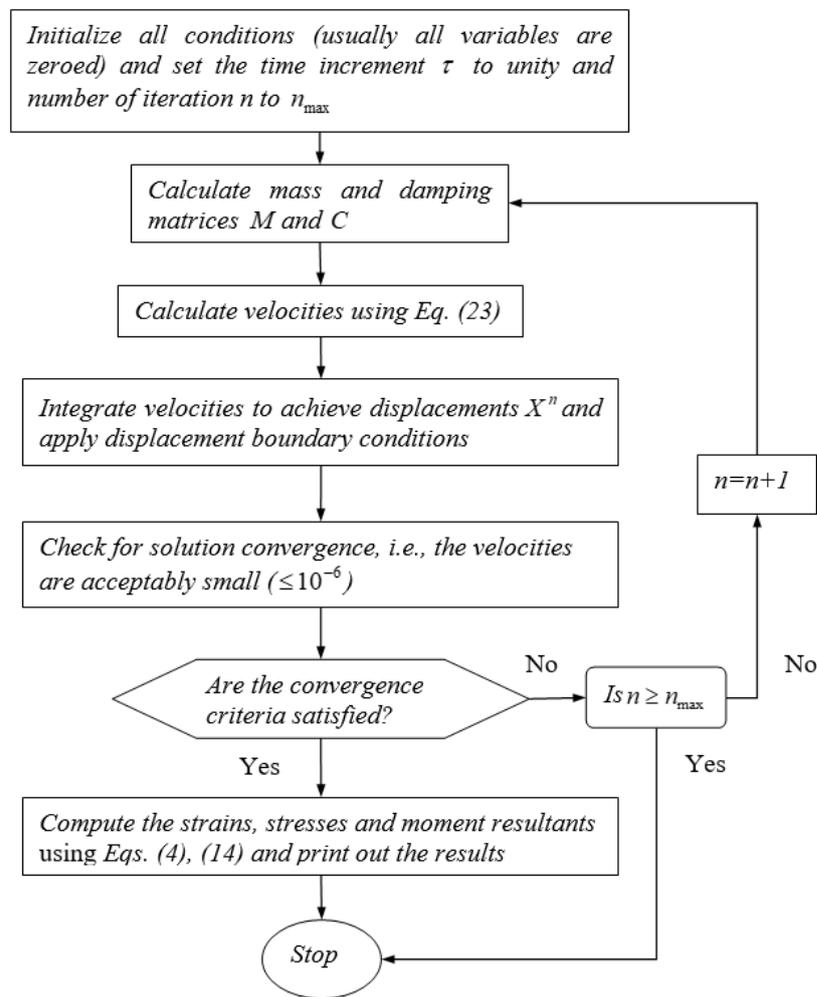 Initialize all conditions (usually all variables are
zeroed) and set the time increment τ to unity and
number of iteration n to n_max
Calculate mass and damping
matrices M and C
Calculate velocities using Eq. (23)
Integrate velocities to achieve displacements X^n and
apply displacement boundary conditions
n=n+1
Check for solution convergence, i.e., the velocities
are acceptably small (≤10^−6)
Are the convergence
criteria satisfied?
No
Is n ≥ n_max
No
Yes
Yes
Compute the strains, stresses and moment resultants
using Eqs. (4), (14) and print out the results
Stop